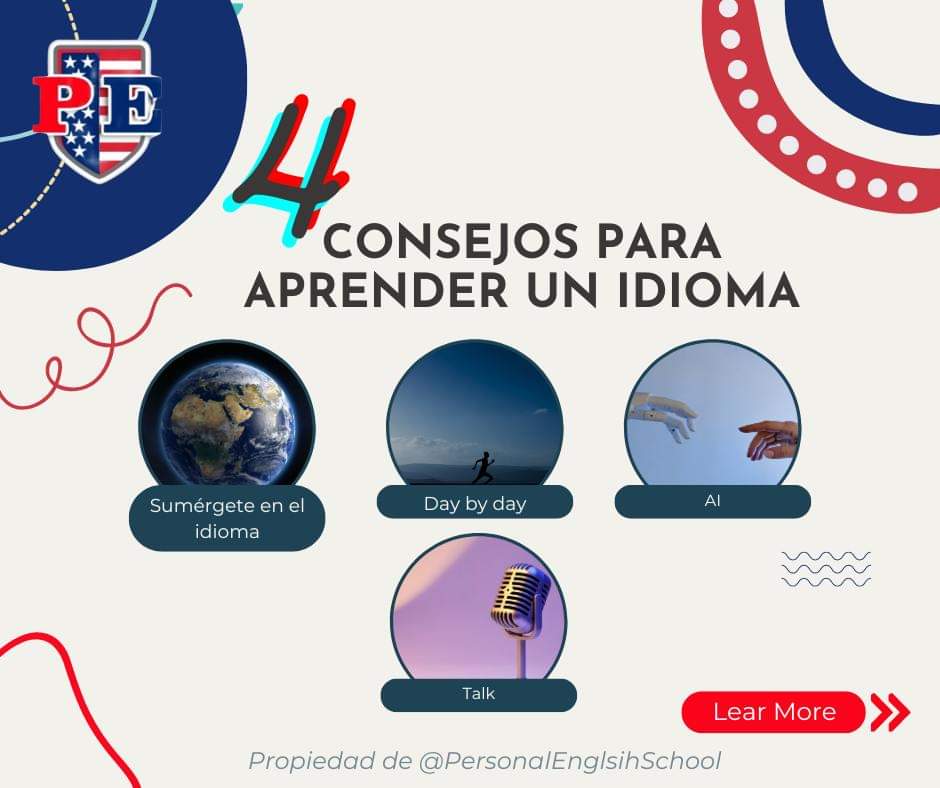 PE
4
CONSEJOS PARA
APRENDER UN IDIOMA
Sumérgete en el
idioma
Day by day
AI
Talk
Lear More
Propiedad de @PersonalEnglsihSchool